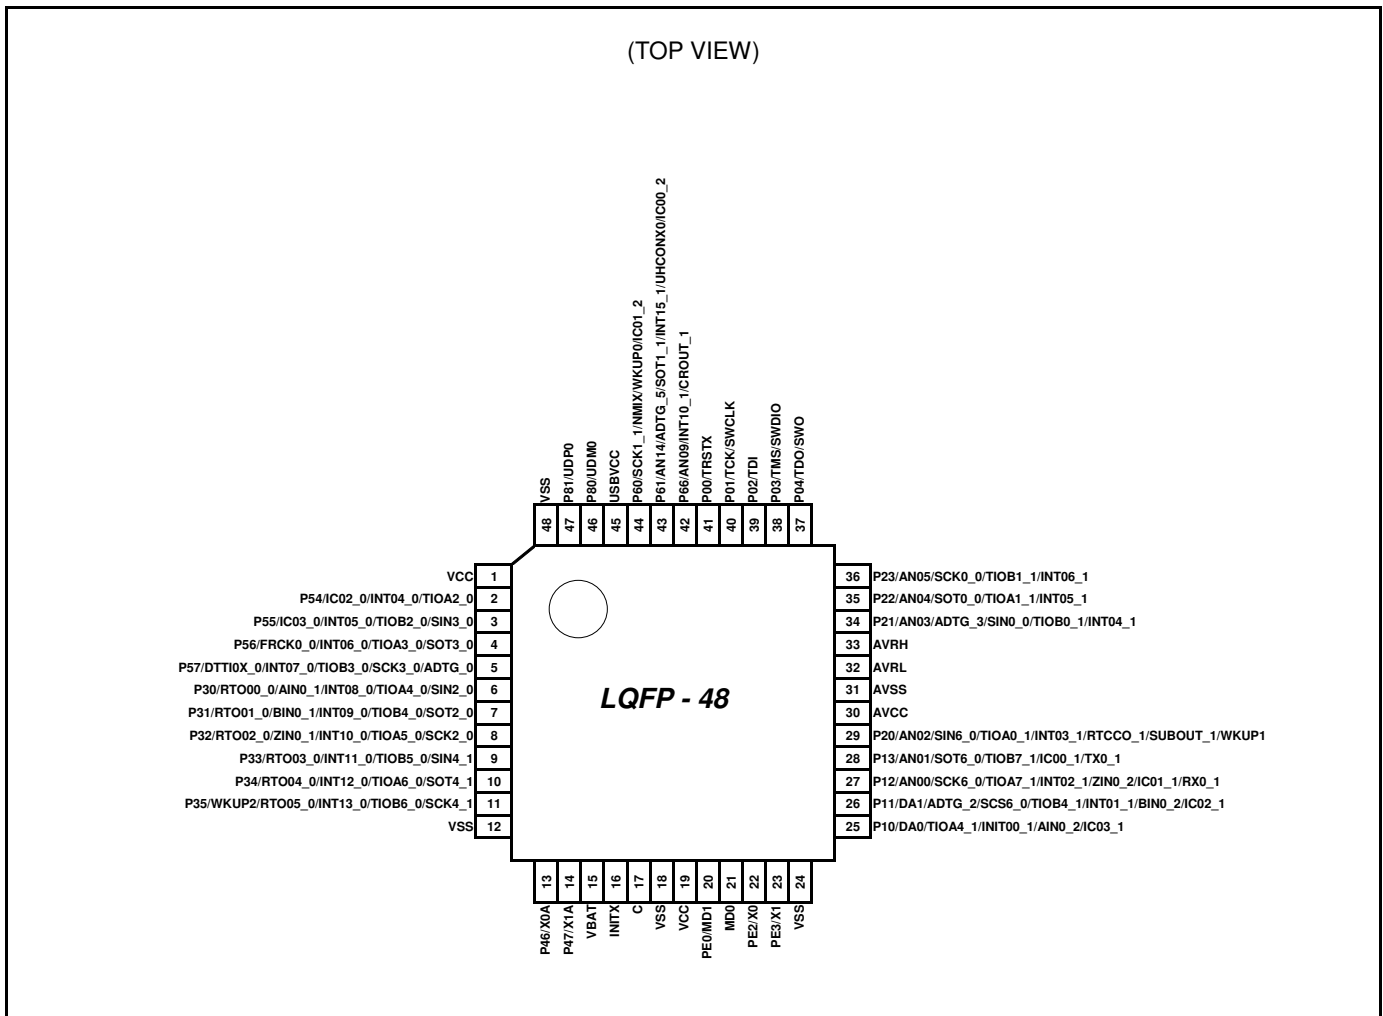 (TOP VIEW)
VSS
P81/UDP0
P80/UDM0
USBVCC
P60/SCK1_1/NMIX/WKUP0/IC01_2
P61/AN14/ADTG_5/SOT1_1/INT15_1/UHCONX0/IC00_2
P66/AN09/INT10_1/CROUT_1
P00/TRSTX
P01/TCK/SWCLK
P02/TDI
P03/TMS/SWDIO
P04/TDO/SWO
48 47 46 45 44 43 42 41 40 39 38 37
VCC 1
P54/IC02_0/INT04_0/TIOA2_0 2
P55/IC03_0/INT05_0/TIOB2_0/SIN3_0 3
P56/FRCK0_0/INT06_0/TIOA3_0/SOT3_0 4
P57/DTTI0X_0/INT07_0/TIOB3_0/SCK3_0/ADTG_0 5
P30/RTO00_0/AIN0_1/INT08_0/TIOA4_0/SIN2_0 6
P31/RTO01_0/BIN0_1/INT09_0/TIOB4_0/SOT2_0 7
P32/RTO02_0/ZIN0_1/INT10_0/TIOA5_0/SCK2_0 8
P33/RTO03_0/INT11_0/TIOB5_0/SIN4_1 9
P34/RTO04_0/INT12_0/TIOA6_0/SOT4_1 10
P35/WKUP2/RTO05_0/INT13_0/TIOB6_0/SCK4_1 11
VSS 12
LQFP - 48
36 P23/AN05/SCK0_0/TIOB1_1/INT06_1
35 P22/AN04/SOT0_0/TIOA1_1/INT05_1
34 P21/AN03/ADTG_3/SIN0_0/TIOB0_1/INT04_1
33 AVRH
32 AVRL
31 AVSS
30 AVCC
29 P20/AN02/SIN6_0/TIOA0_1/INT03_1/RTCCO_1/SUBOUT_1/WKUP1
28 P13/AN01/SOT6_0/TIOB7_1/IC00_1/TX0_1
27 P12/AN00/SCK6_0/TIOA7_1/INT02_1/ZIN0_2/IC01_1/RX0_1
26 P11/DA1/ADTG_2/SCS6_0/TIOB4_1/INT01_1/BIN0_2/IC02_1
25 P10/DA0/TIOA4_1/INIT00_1/AIN0_2/IC03_1
13 14 15 16 17 18 19 20 21 22 23 24
P46/X0A
P47/X1A
VBAT
INITX
C
VSS
VCC
PE0/MD1
MD0
PE2/X0
PE3/X1
VSS